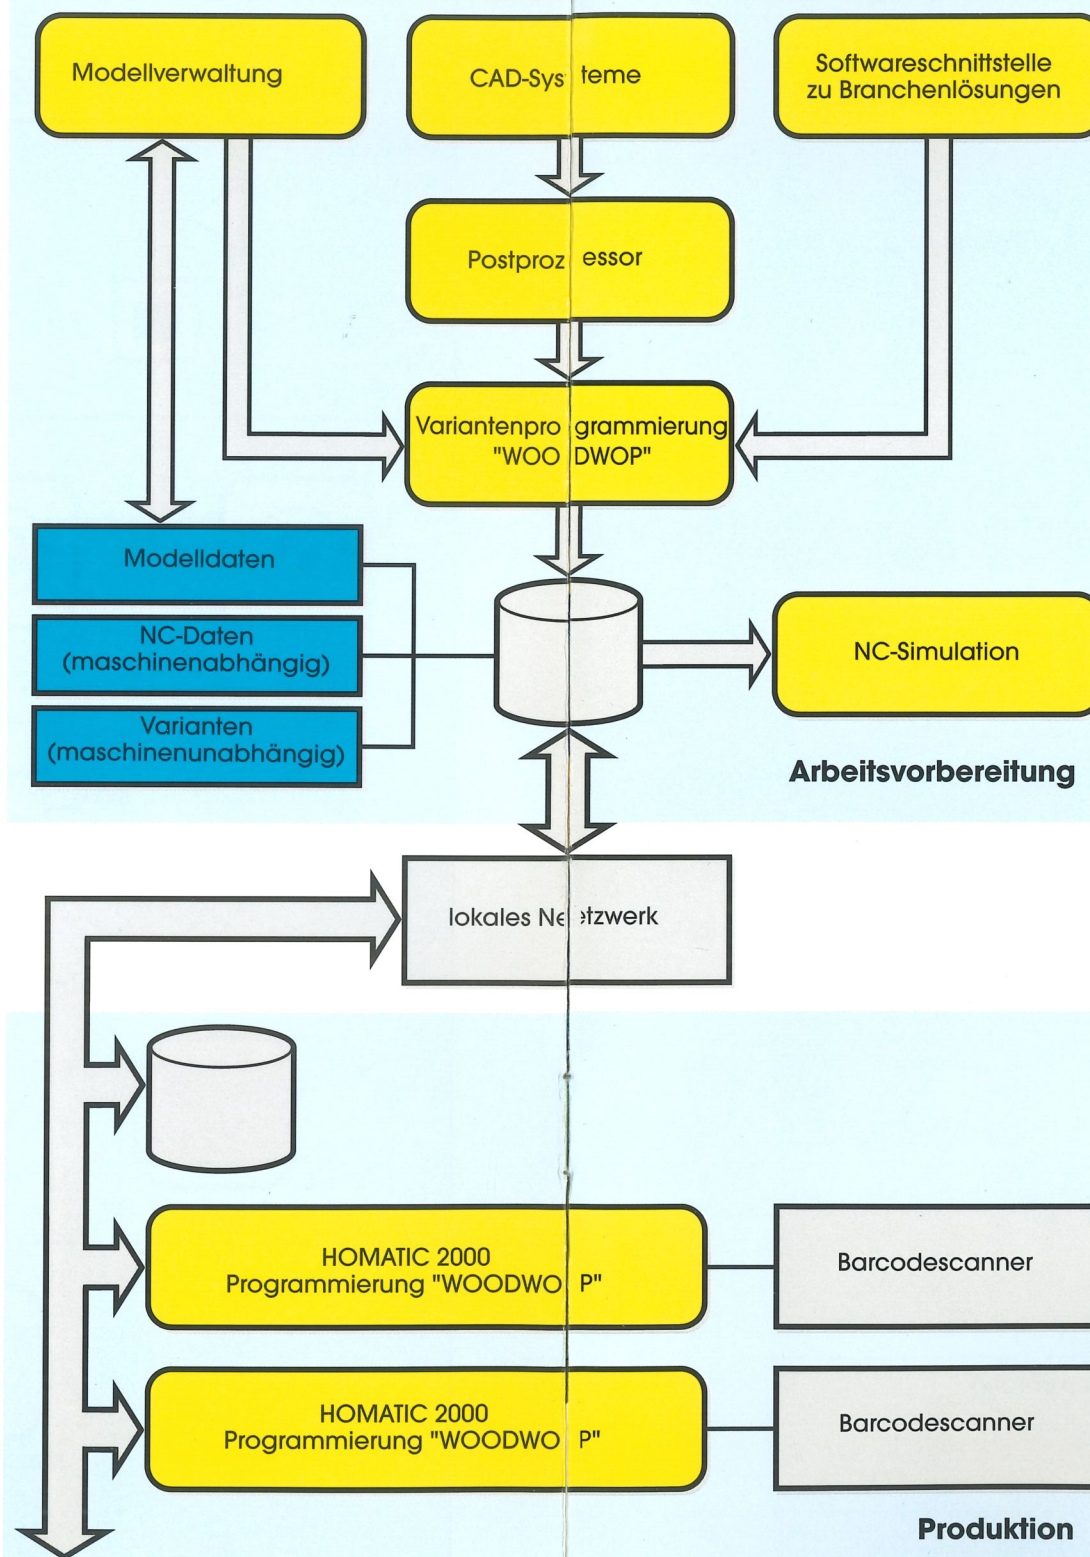 Modellverwaltung
CAD-Systeme
Softwareschnittstelle
zu Branchenlösungen
Postprozessor
Variantenprogrammierung
"WOODWOP"
Modelldaten
NC-Daten
(maschinenabhängig)
Varianten
(maschinenunabhängig)
NC-Simulation
Arbeitsvorbereitung
lokales Netzwerk
HOMATIC 2000
Programmierung "WOODWOP"
Barcodescanner
HOMATIC 2000
Programmierung "WOODWOP"
Barcodescanner
Produktion